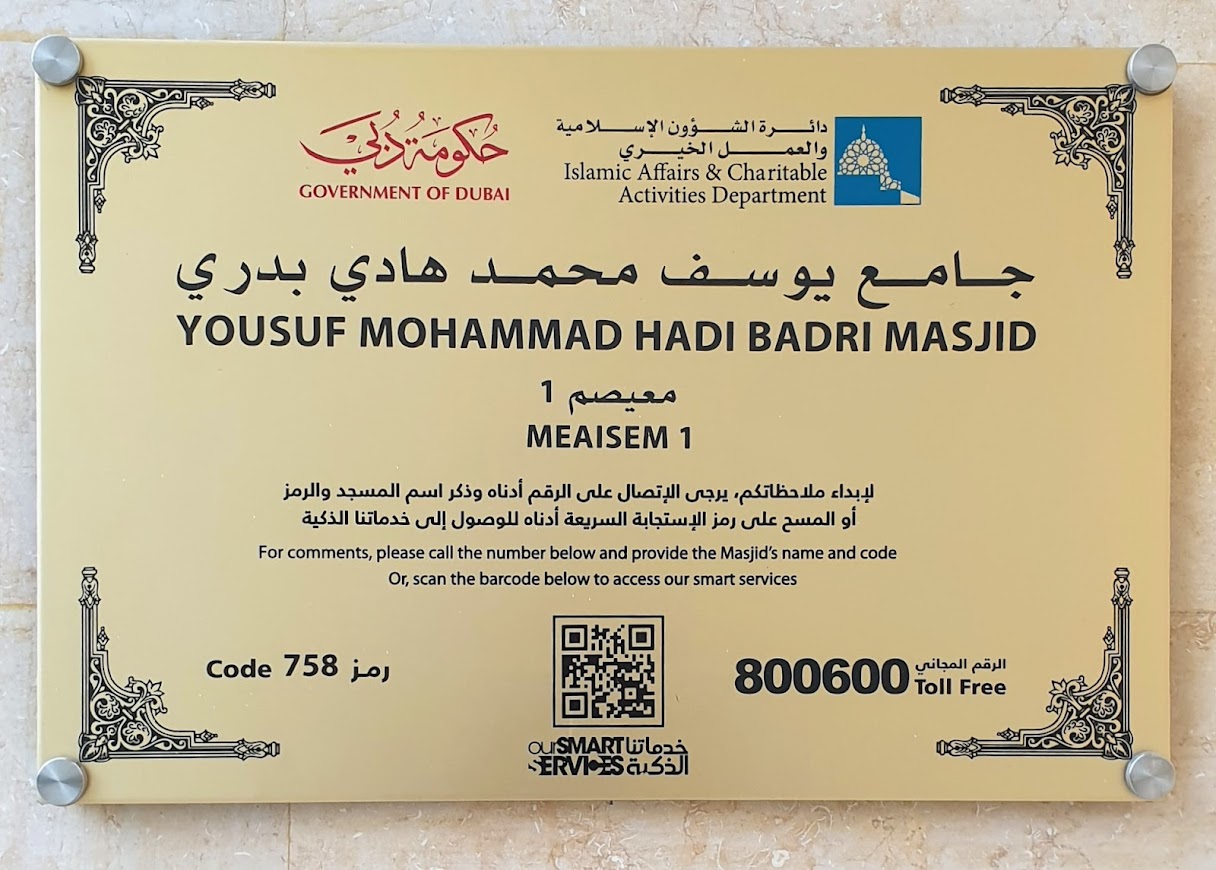 حكومة دبي
GOVERNMENT OF DUBAI
دائرة الشؤون الإسلامية
والعمل الخيري
Islamic Affairs & Charitable
Activities Department
جامع يوسف محمد هادي بدري
YOUSUF MOHAMMAD HADI BADRI MASJID
معيصم 1
MEAISEM 1
لإبداء ملاحظاتكم، يرجى الإتصال على الرقم أدناه وذكر اسم المسجد والرمز
أو المسح على رمز الإستجابة السريعة أدناه للوصول إلى خدماتنا الذكية
For comments, please call the number below and provide the Masjid's name and code
Or, scan the barcode below to access our smart services
Code 758 رمز
800600
الرقم المجاني
Toll Free
our SMART خدماتنا
SERVICES الذكية